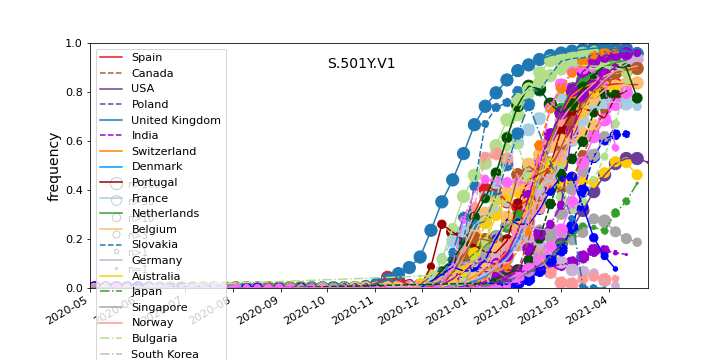 S.501Y.V1
frequency
1.0
0.8
0.6
0.4
0.2
0.0
Spain
Canada
USA
Poland
United Kingdom
India
Switzerland
Denmark
Portugal
France
Netherlands
Belgium
Slovakia
Germany
Australia
Japan
Singapore
Norway
Bulgaria
South Korea
2020-05
2020-08
2020-09
2020-10
2020-11
2020-12
2021-01
2021-02
2021-03
2021-04